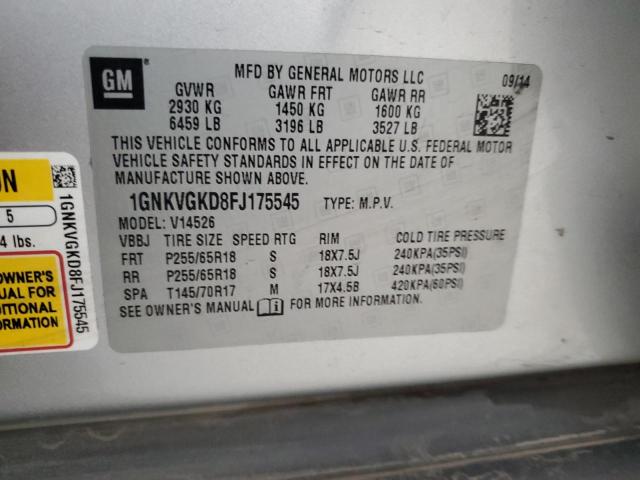 GM
MFD BY GENERAL MOTORS LLC 09/14
GVWR GAWR FRT GAWR RR
2930 KG 1450 KG 1600 KG
6459 LB 3196 LB 3527 LB
THIS VEHICLE CONFORMS TO ALL APPLICABLE U.S. FEDERAL MOTOR
VEHICLE SAFETY STANDARDS IN EFFECT ON THE DATE OF
MANUFACTURE SHOWN ABOVE.
1GNKVGKD8FJ175545 TYPE: M.P.V.
MODEL: V14526
VBBJ TIRE SIZE SPEED RTG RIM COLD TIRE PRESSURE
FRT P255/65R18 S 18X7.5J 240KPA(35PSI)
RR P255/65R18 S 18X7.5J 240KPA(35PSI)
SPA T145/70R17 M 17X4.5B 420KPA(60PSI)
SEE OWNER'S MANUAL FOR MORE INFORMATION.
ON
5
4 lbs.
OWNER'S
FOR
1GNKVGKD8FJ175545